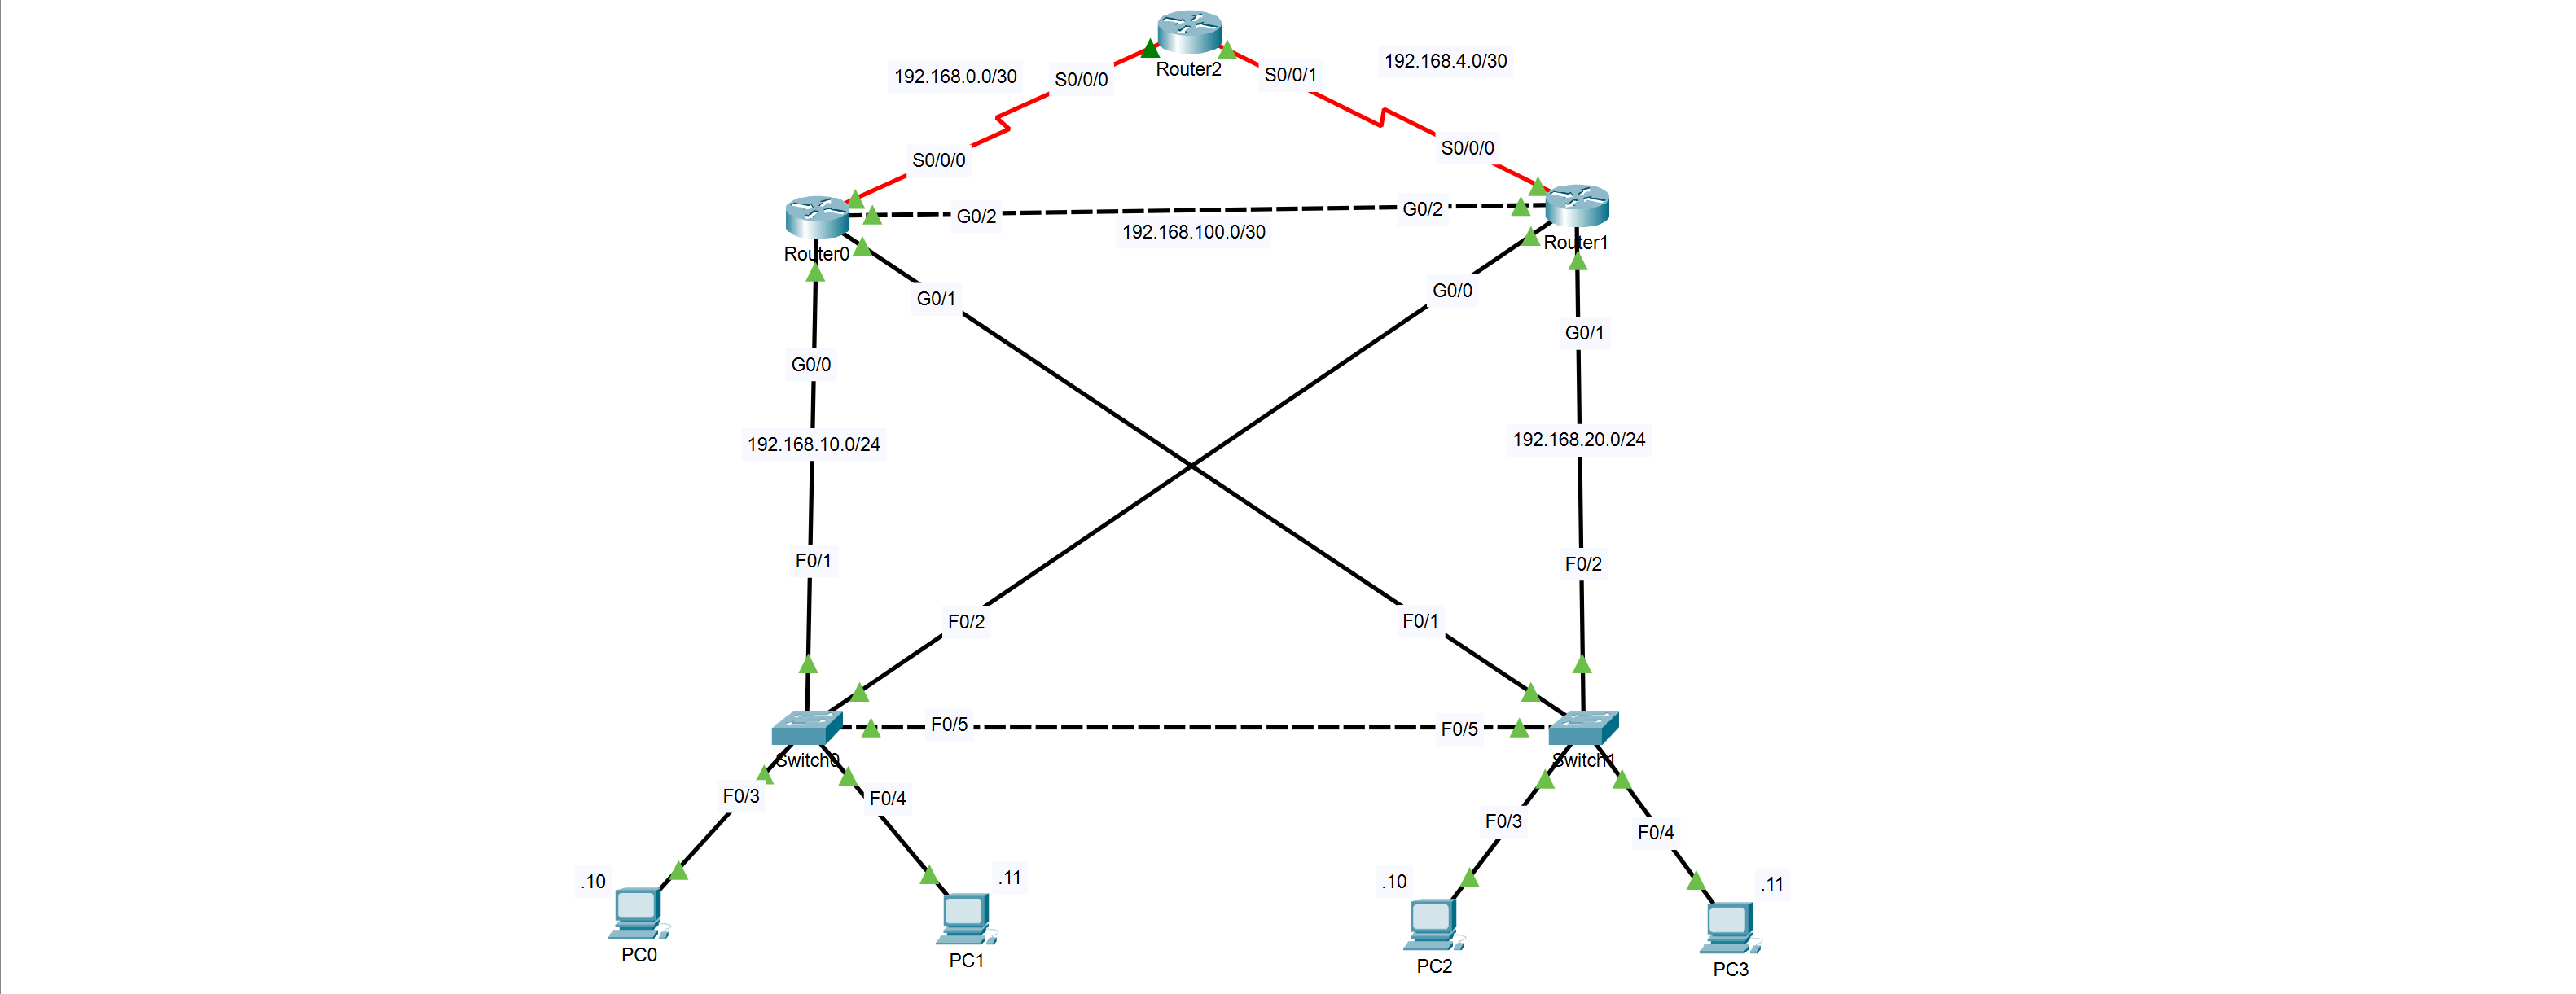 192.168.4.0/30
Router2
192.168.0.0/30
S0/0/0
S0/0/1
S0/0/0
S0/0/0
G0/2
G0/2
192.168.100.0/30
Router0
Router1
G0/1
G0/0
G0/1
G0/0
192.168.10.0/24
192.168.20.0/24
F0/1
F0/2
F0/2
F0/1
F0/5
F0/5
Switch0
Switch1
F0/3
F0/4
F0/3
F0/4
.10
.11
.10
.11
PC0
PC1
PC2
PC3